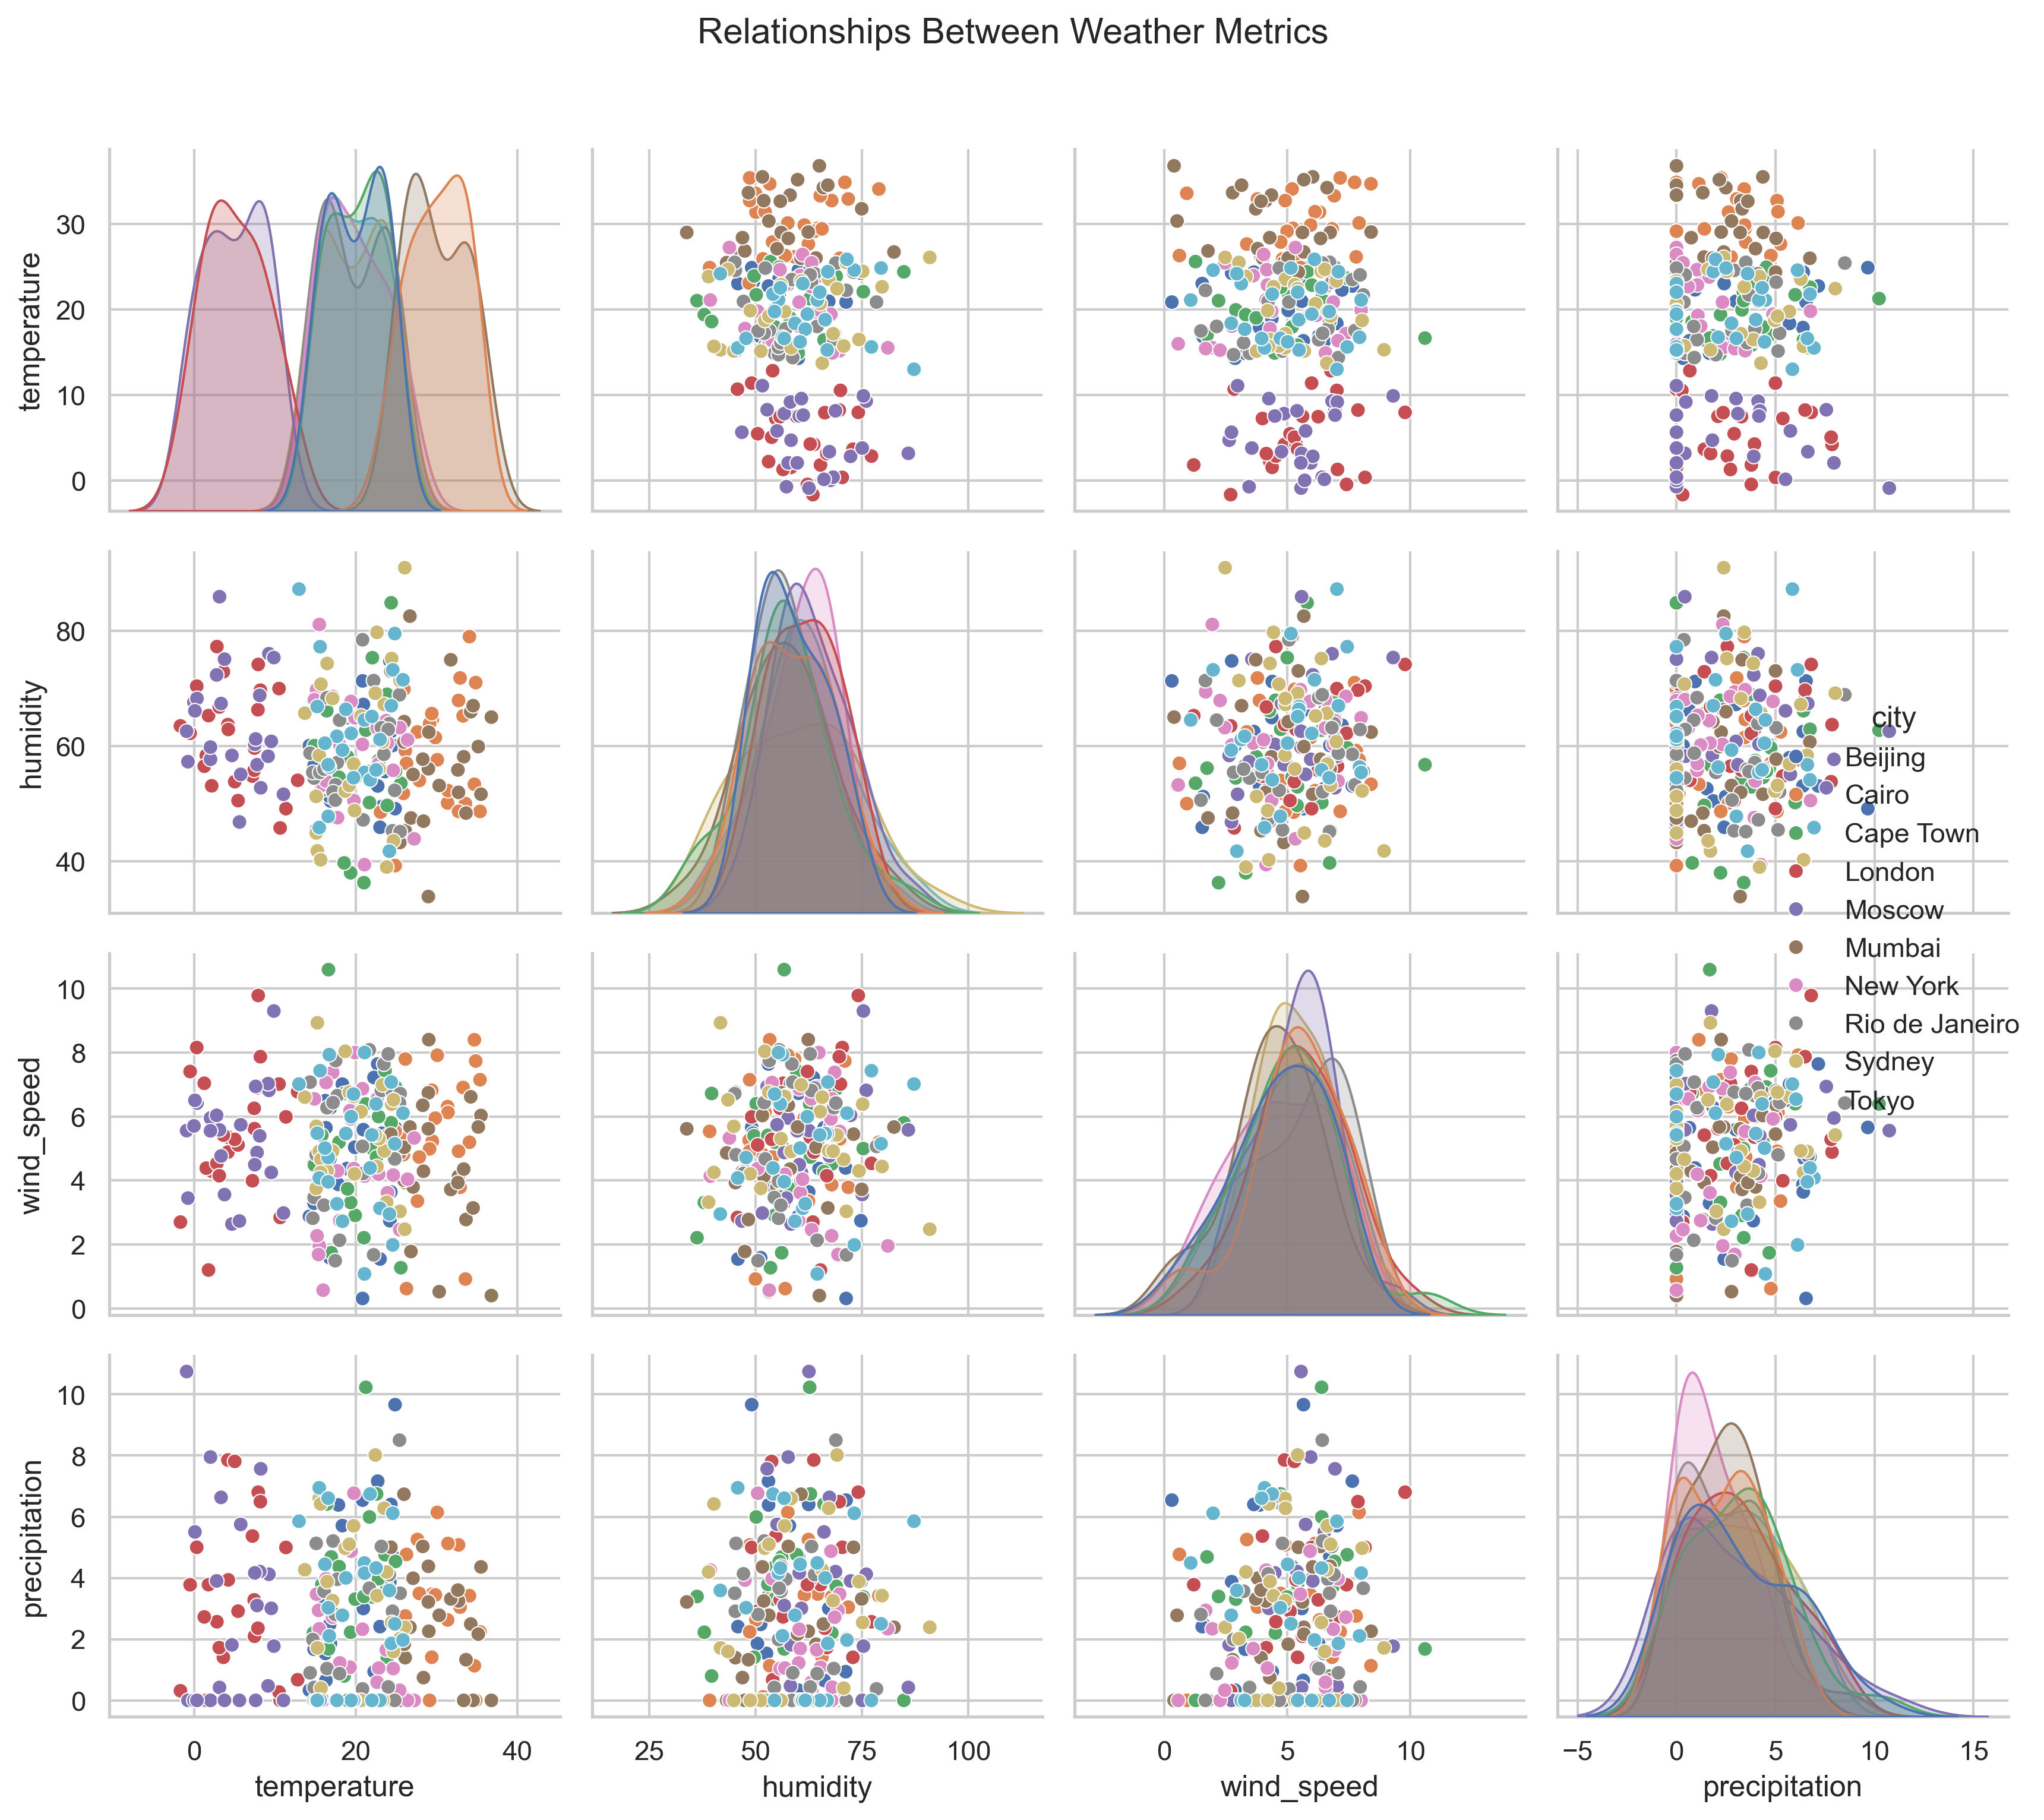 Relationships Between Weather Metrics
temperature
30
20
10
0
humidity
80
60
40
city
Beijing
Cairo
Cape Town
London
Moscow
Mumbai
New York
Rio de Janeiro
Sydney
Tokyo
wind_speed
10
8
6
4
2
0
precipitation
10
8
6
4
2
0
0 20 40
25 50 75 100
0 5 10
−5 0 5 10 15
temperature
humidity
wind_speed
precipitation